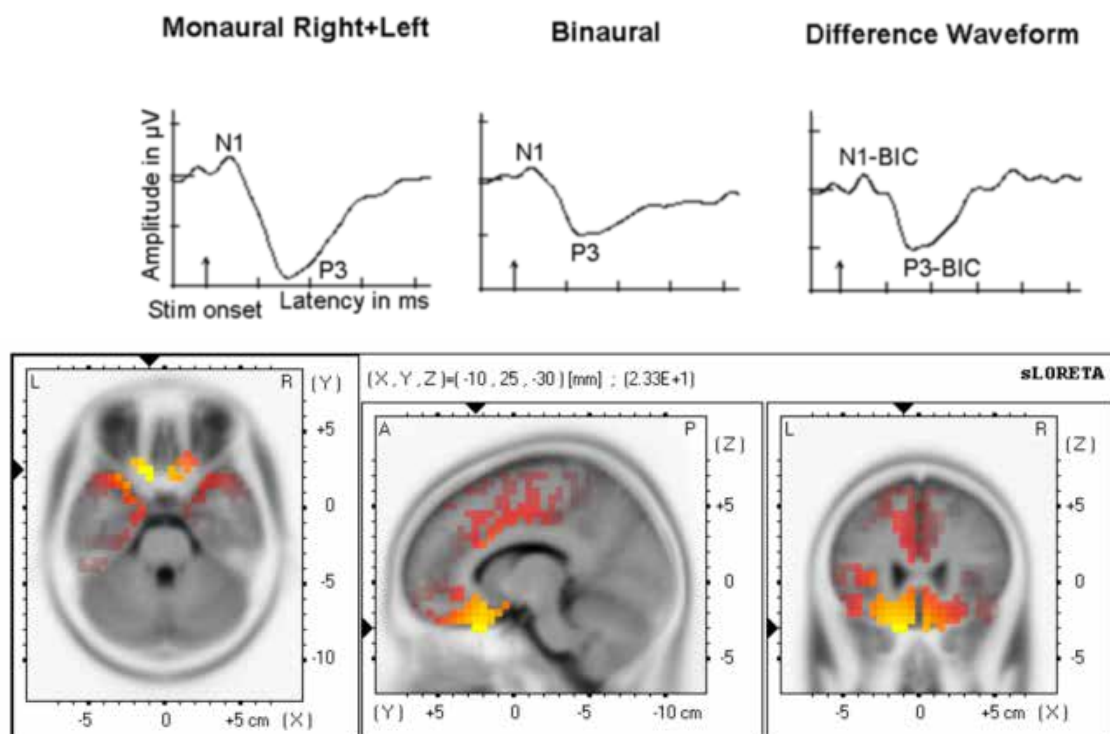 Monaural Right+Left
Binaural
Difference Waveform
Amplitude in µV
N1
P3
Stim onset
Latency in ms
N1
P3
N1-BIC
P3-BIC
L R (Y)
+5
0
-5
-10
-5 0 +5 cm (X)
(X,Y,Z)=(-10,25,-30)[mm] ; (2.33E+1)
sLORETA
A P (Z)
+5
0
-5
(Y) +5 0 -5 -10 cm
L R (Z)
+5
0
-5
-5 0 +5 cm (X)